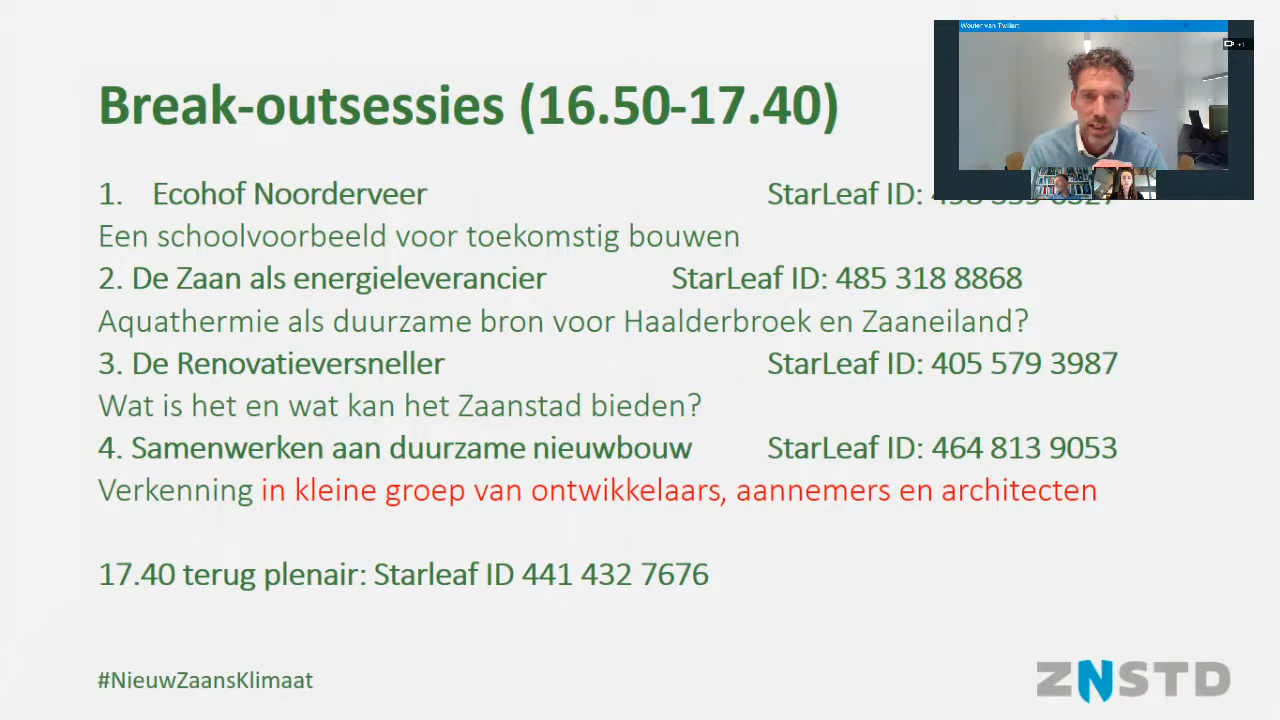 Break-outsessies (16.50-17.40)
Wouter van Twillert
+1
1. Ecohof Noorderveer StarLeaf ID:
Een schoolvoorbeeld voor toekomstig bouwen
2. De Zaan als energieleverancier StarLeaf ID: 485 318 8868
Aquathermie als duurzame bron voor Haalderbroek en Zaaneiland?
3. De Renovatieversneller StarLeaf ID: 405 579 3987
Wat is het en wat kan het Zaanstad bieden?
4. Samenwerken aan duurzame nieuwbouw StarLeaf ID: 464 813 9053
Verkenning in kleine groep van ontwikkelaars, aannemers en architecten
17.40 terug plenair: Starleaf ID 441 432 7676
#NieuwZaansKlimaat
ZNSTD